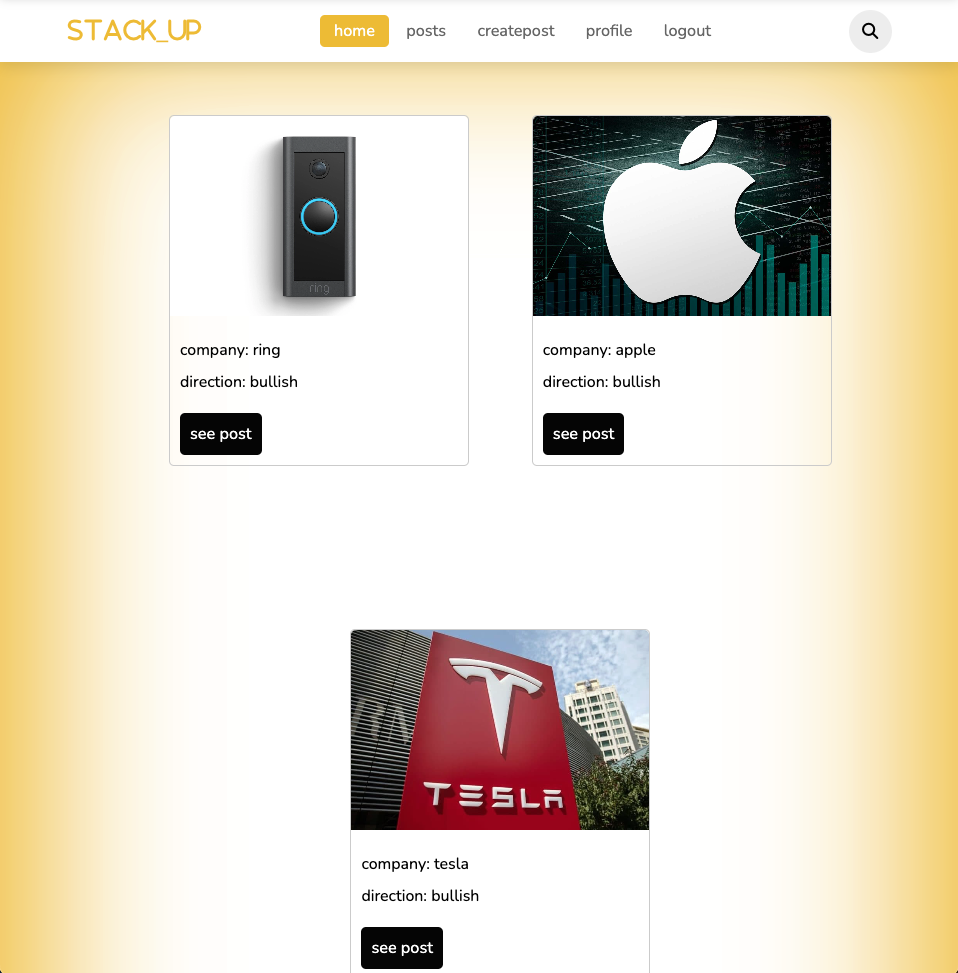 STACK_UP
home
posts
createpost
profile
logout
ring
company: ring
direction: bullish
see post
company: apple
direction: bullish
see post
TESLA
company: tesla
direction: bullish
see post